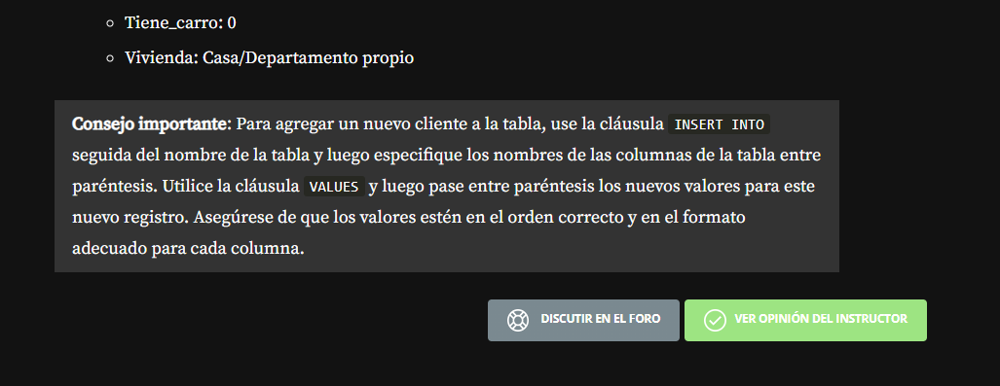 Tiene_carro: 0
Vivienda: Casa/Departamento propio
Consejo importante: Para agregar un nuevo cliente a la tabla, use la cláusula INSERT INTO
seguida del nombre de la tabla y luego especifique los nombres de las columnas de la tabla entre
paréntesis. Utilice la cláusula VALUES y luego pase entre paréntesis los nuevos valores para este
nuevo registro. Asegúrese de que los valores estén en el orden correcto y en el formato
adecuado para cada columna.
DISCUTIR EN EL FORO
VER OPINIÓN DEL INSTRUCTOR